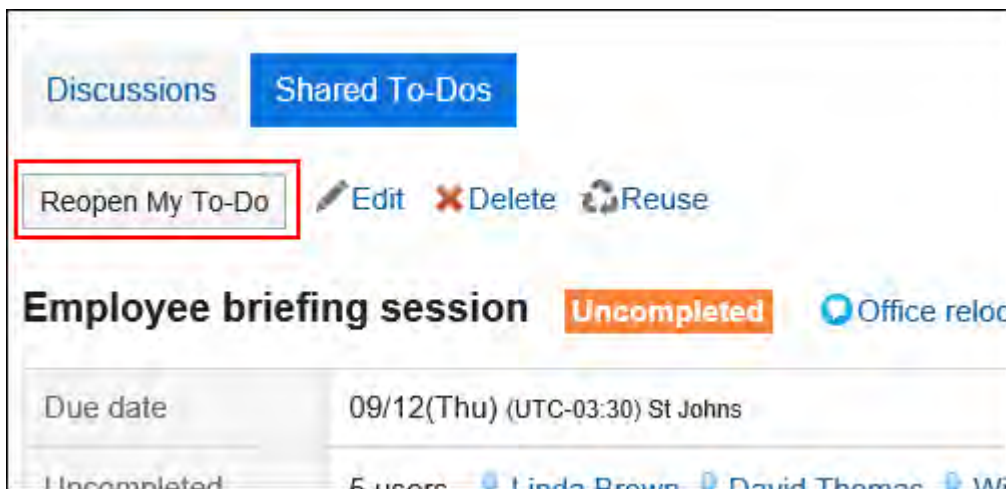 Discussions Shared To-Dos
Reopen My To-Do Edit Delete Reuse
Employee briefing session Uncompleted Office reloc
Due date 09/12(Thu) (UTC-03:30) St Johns
Uncompleted 5 users Linda Brown David Thomas